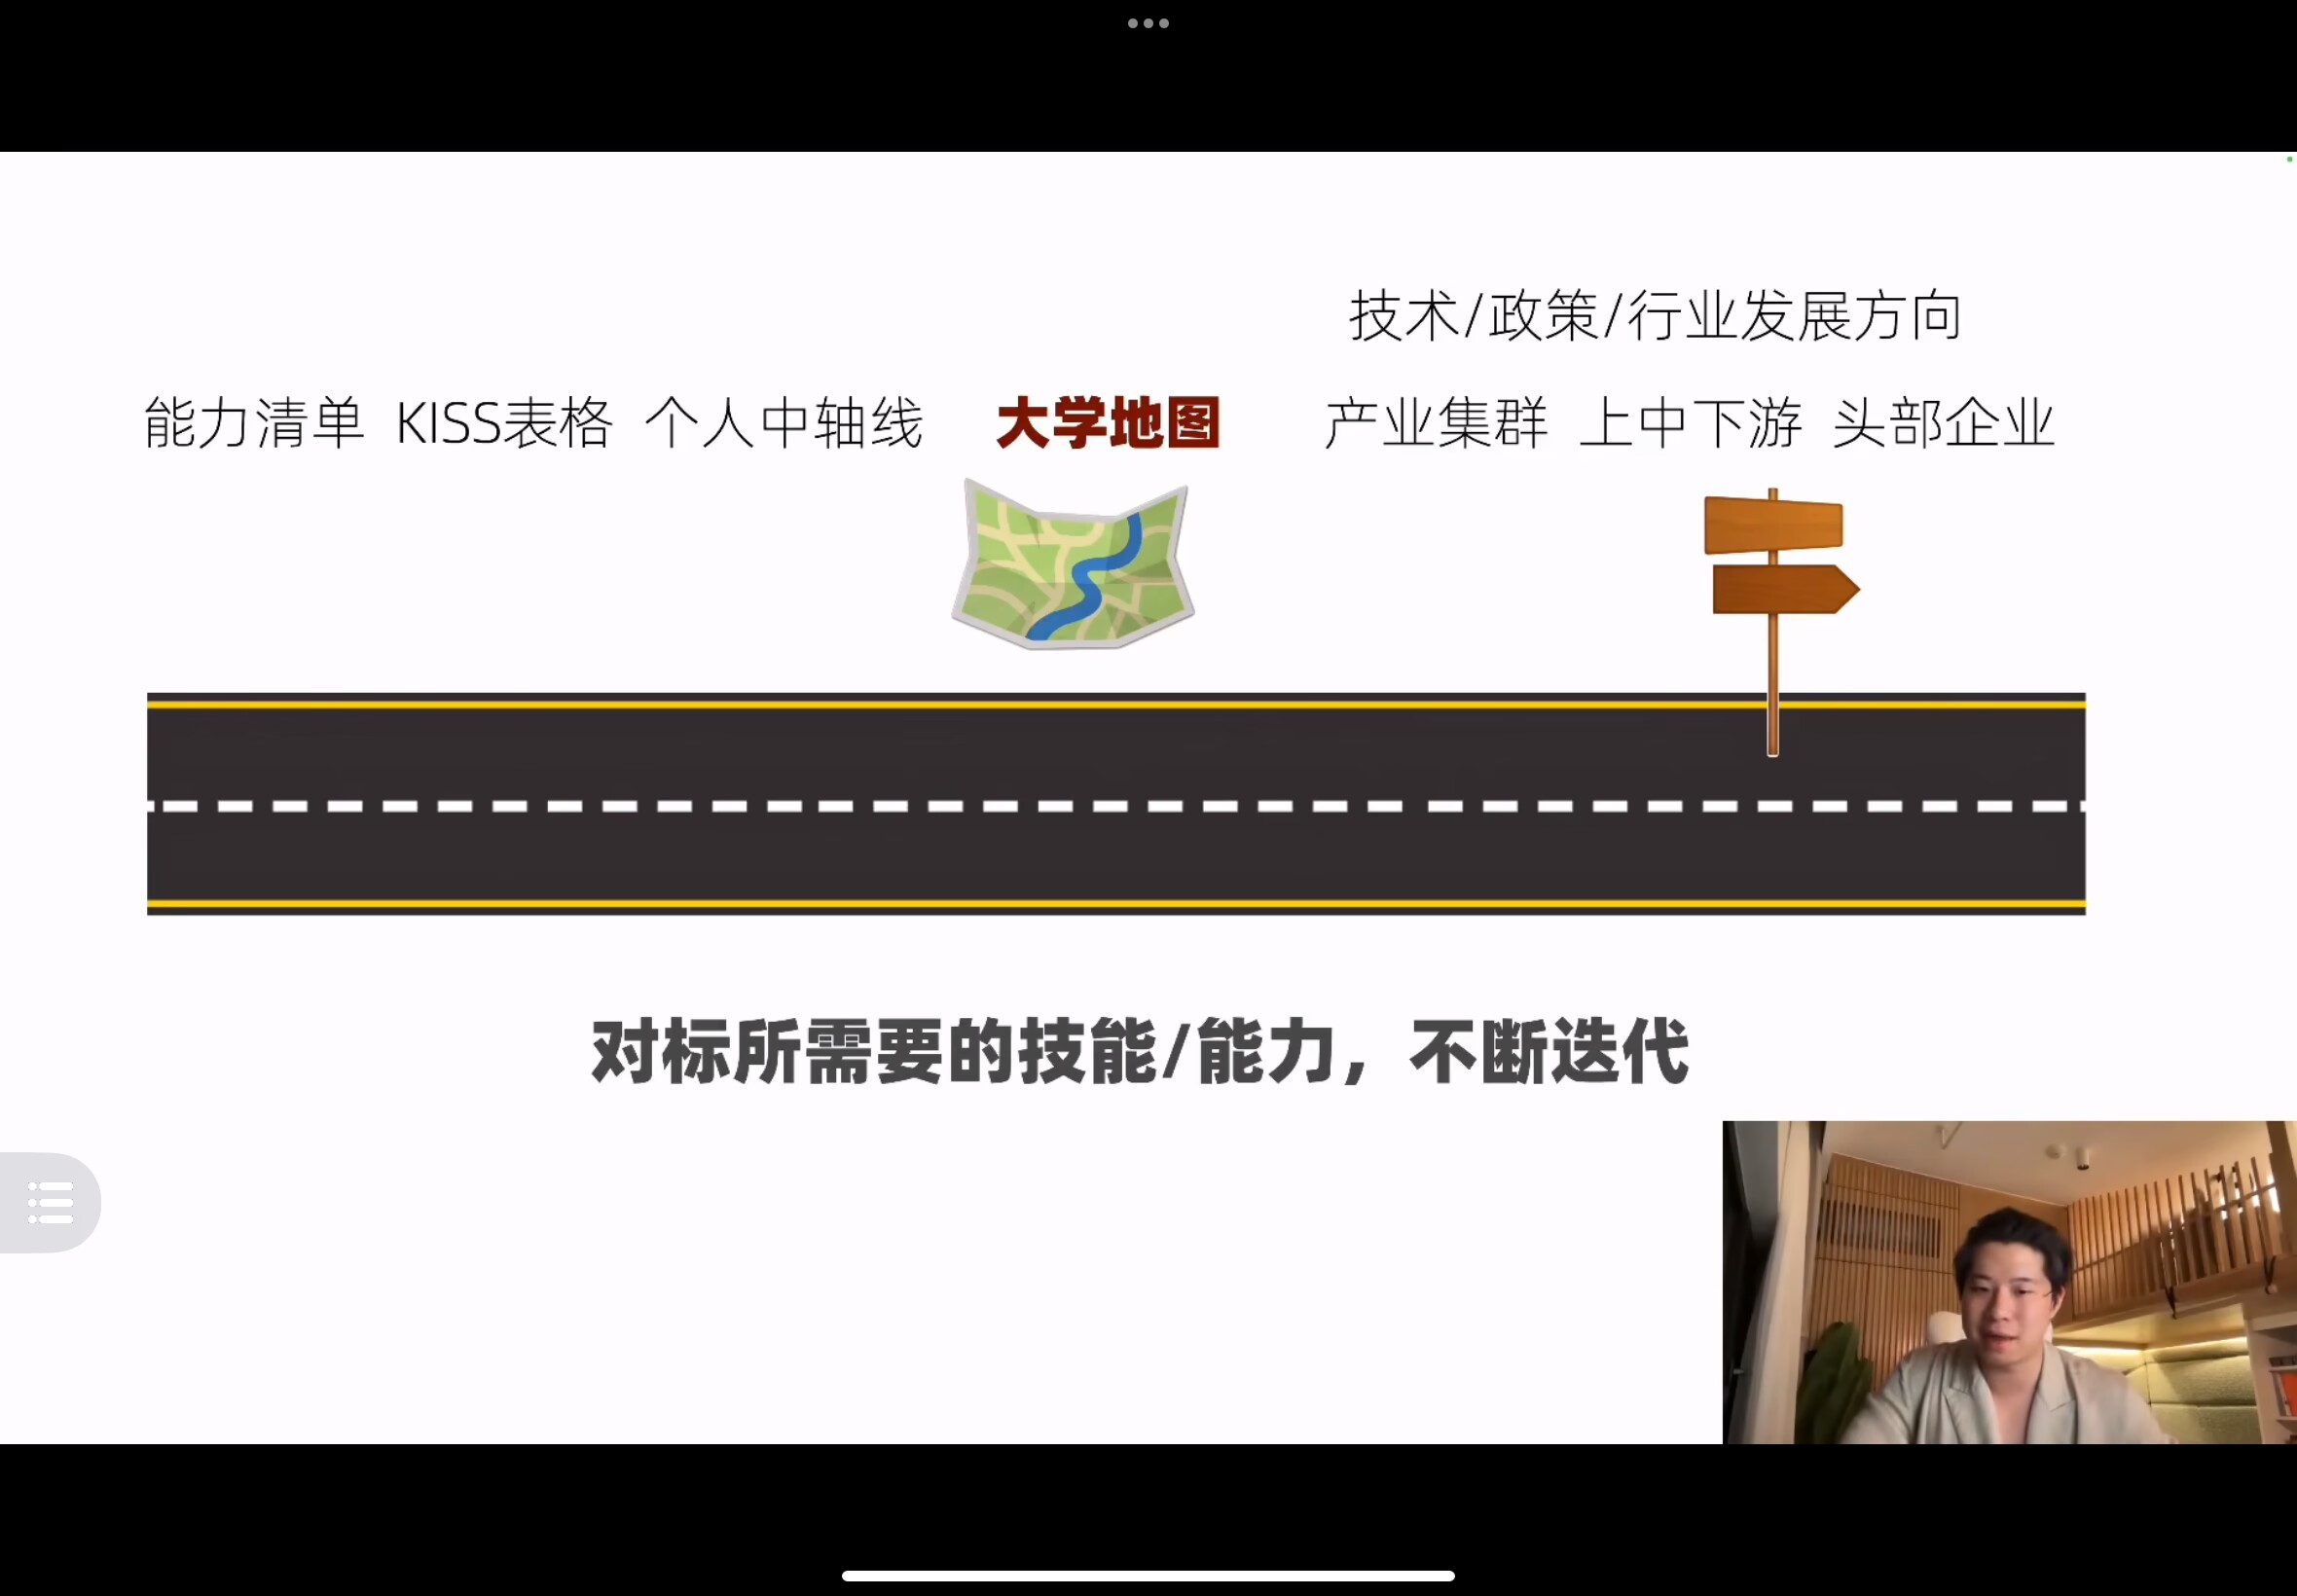 技术/政策/行业发展方向
能力清单 KISS表格 个人中轴线 大学地图 产业集群 上中下游 头部企业
对标所需要的技能/能力，不断迭代